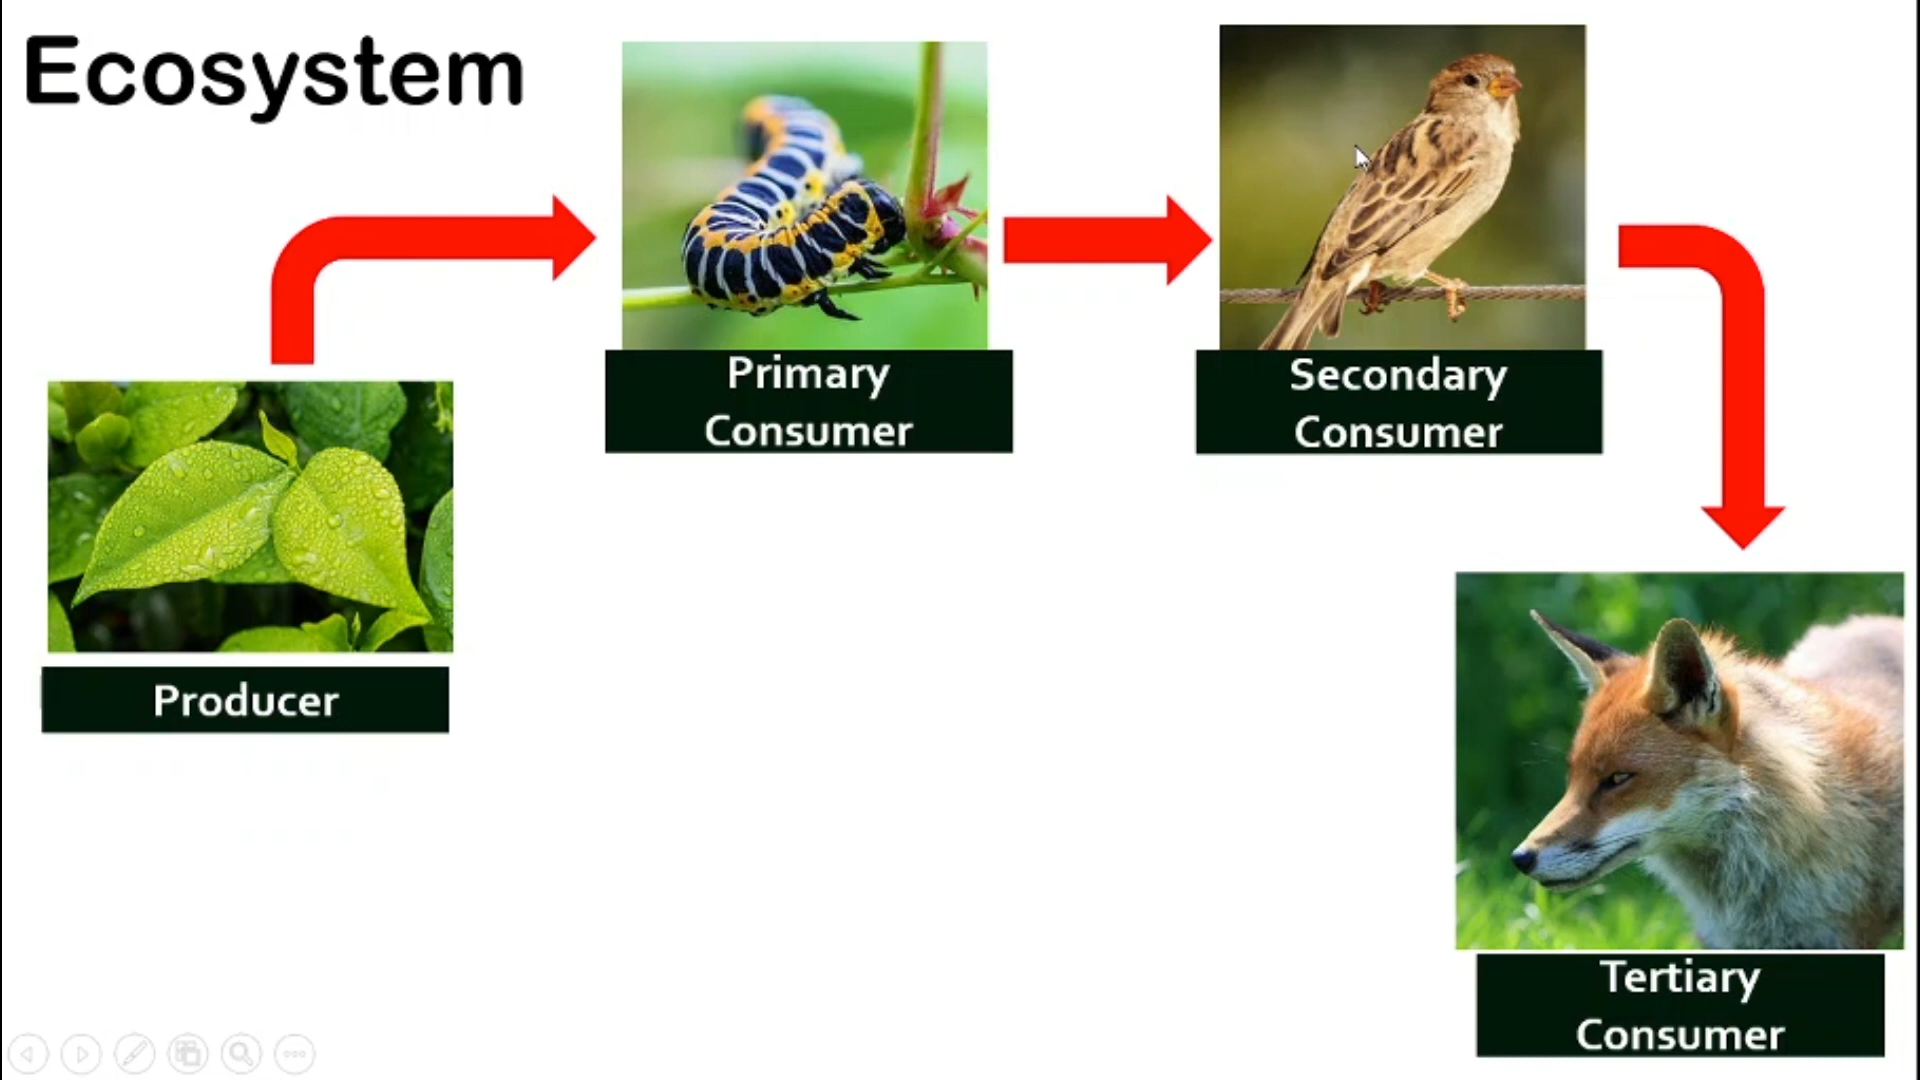 Ecosystem
Primary
Consumer
Secondary
Consumer
Producer
Tertiary
Consumer